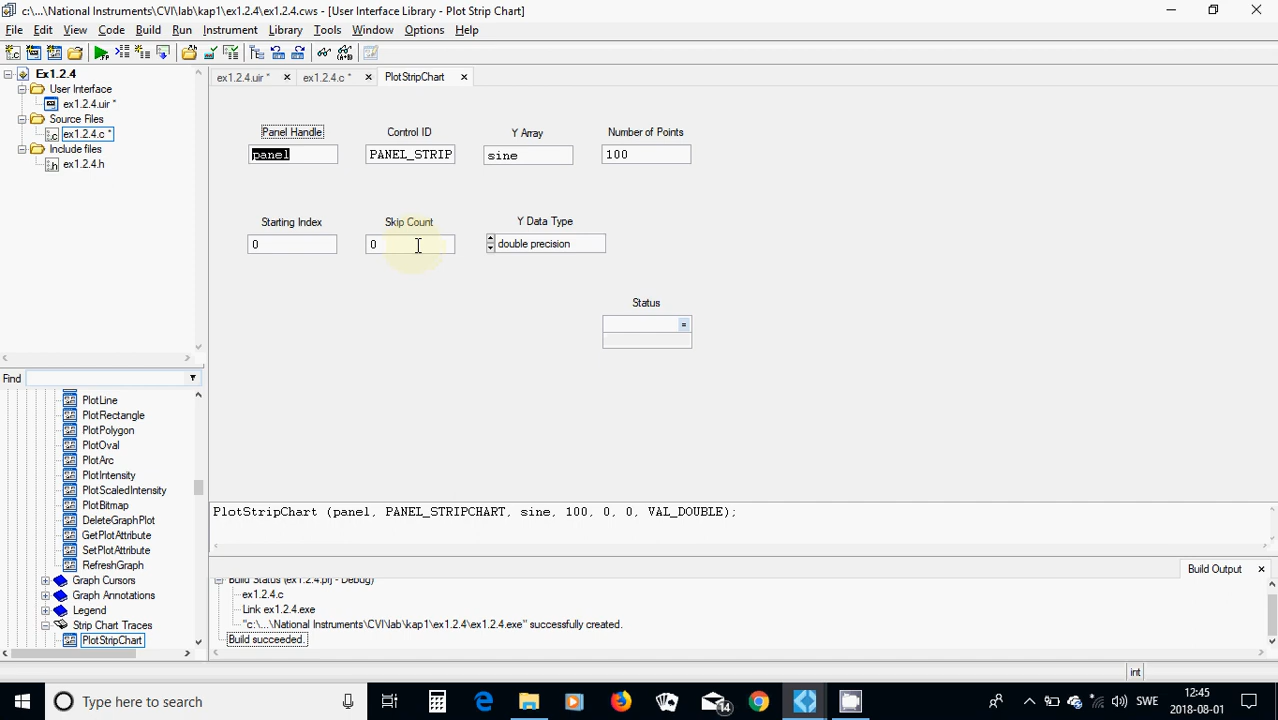 c:\...\National Instruments\CVI\lab\kap1\ex1.2.4\ex1.2.4.cws - [User Interface Library - Plot Strip Chart]
File Edit View Code Build Run Instrument Library Tools Window Options Help
Ex1.2.4
User Interface
ex1.2.4.uir *
Source Files
ex1.2.4.c *
Include files
ex1.2.4.h
Find
PlotLine
PlotRectangle
PlotPolygon
PlotOval
PlotArc
PlotIntensity
PlotScaledIntensity
PlotBitmap
DeleteGraphPlot
GetPlotAttribute
SetPlotAttribute
RefreshGraph
Graph Cursors
Graph Annotations
Legend
Strip Chart Traces
PlotStripChart
ex1.2.4.uir * ex1.2.4.c * PlotStripChart
Panel Handle Control ID Y Array Number of Points
panel PANEL_STRIP sine 100
Starting Index Skip Count Y Data Type
0 0 double precision
Status
PlotStripChart (panel, PANEL_STRIPCHART, sine, 100, 0, 0, VAL_DOUBLE);
Build Output
Build Status (ex1.2.4.prj - Debug)
ex1.2.4.c
Link ex1.2.4.exe
"c:\...\National Instruments\CVI\lab\kap1\ex1.2.4\ex1.2.4.exe" successfully created.
Build succeeded.
int
Type here to search
14
SWE
12:45
2018-08-01